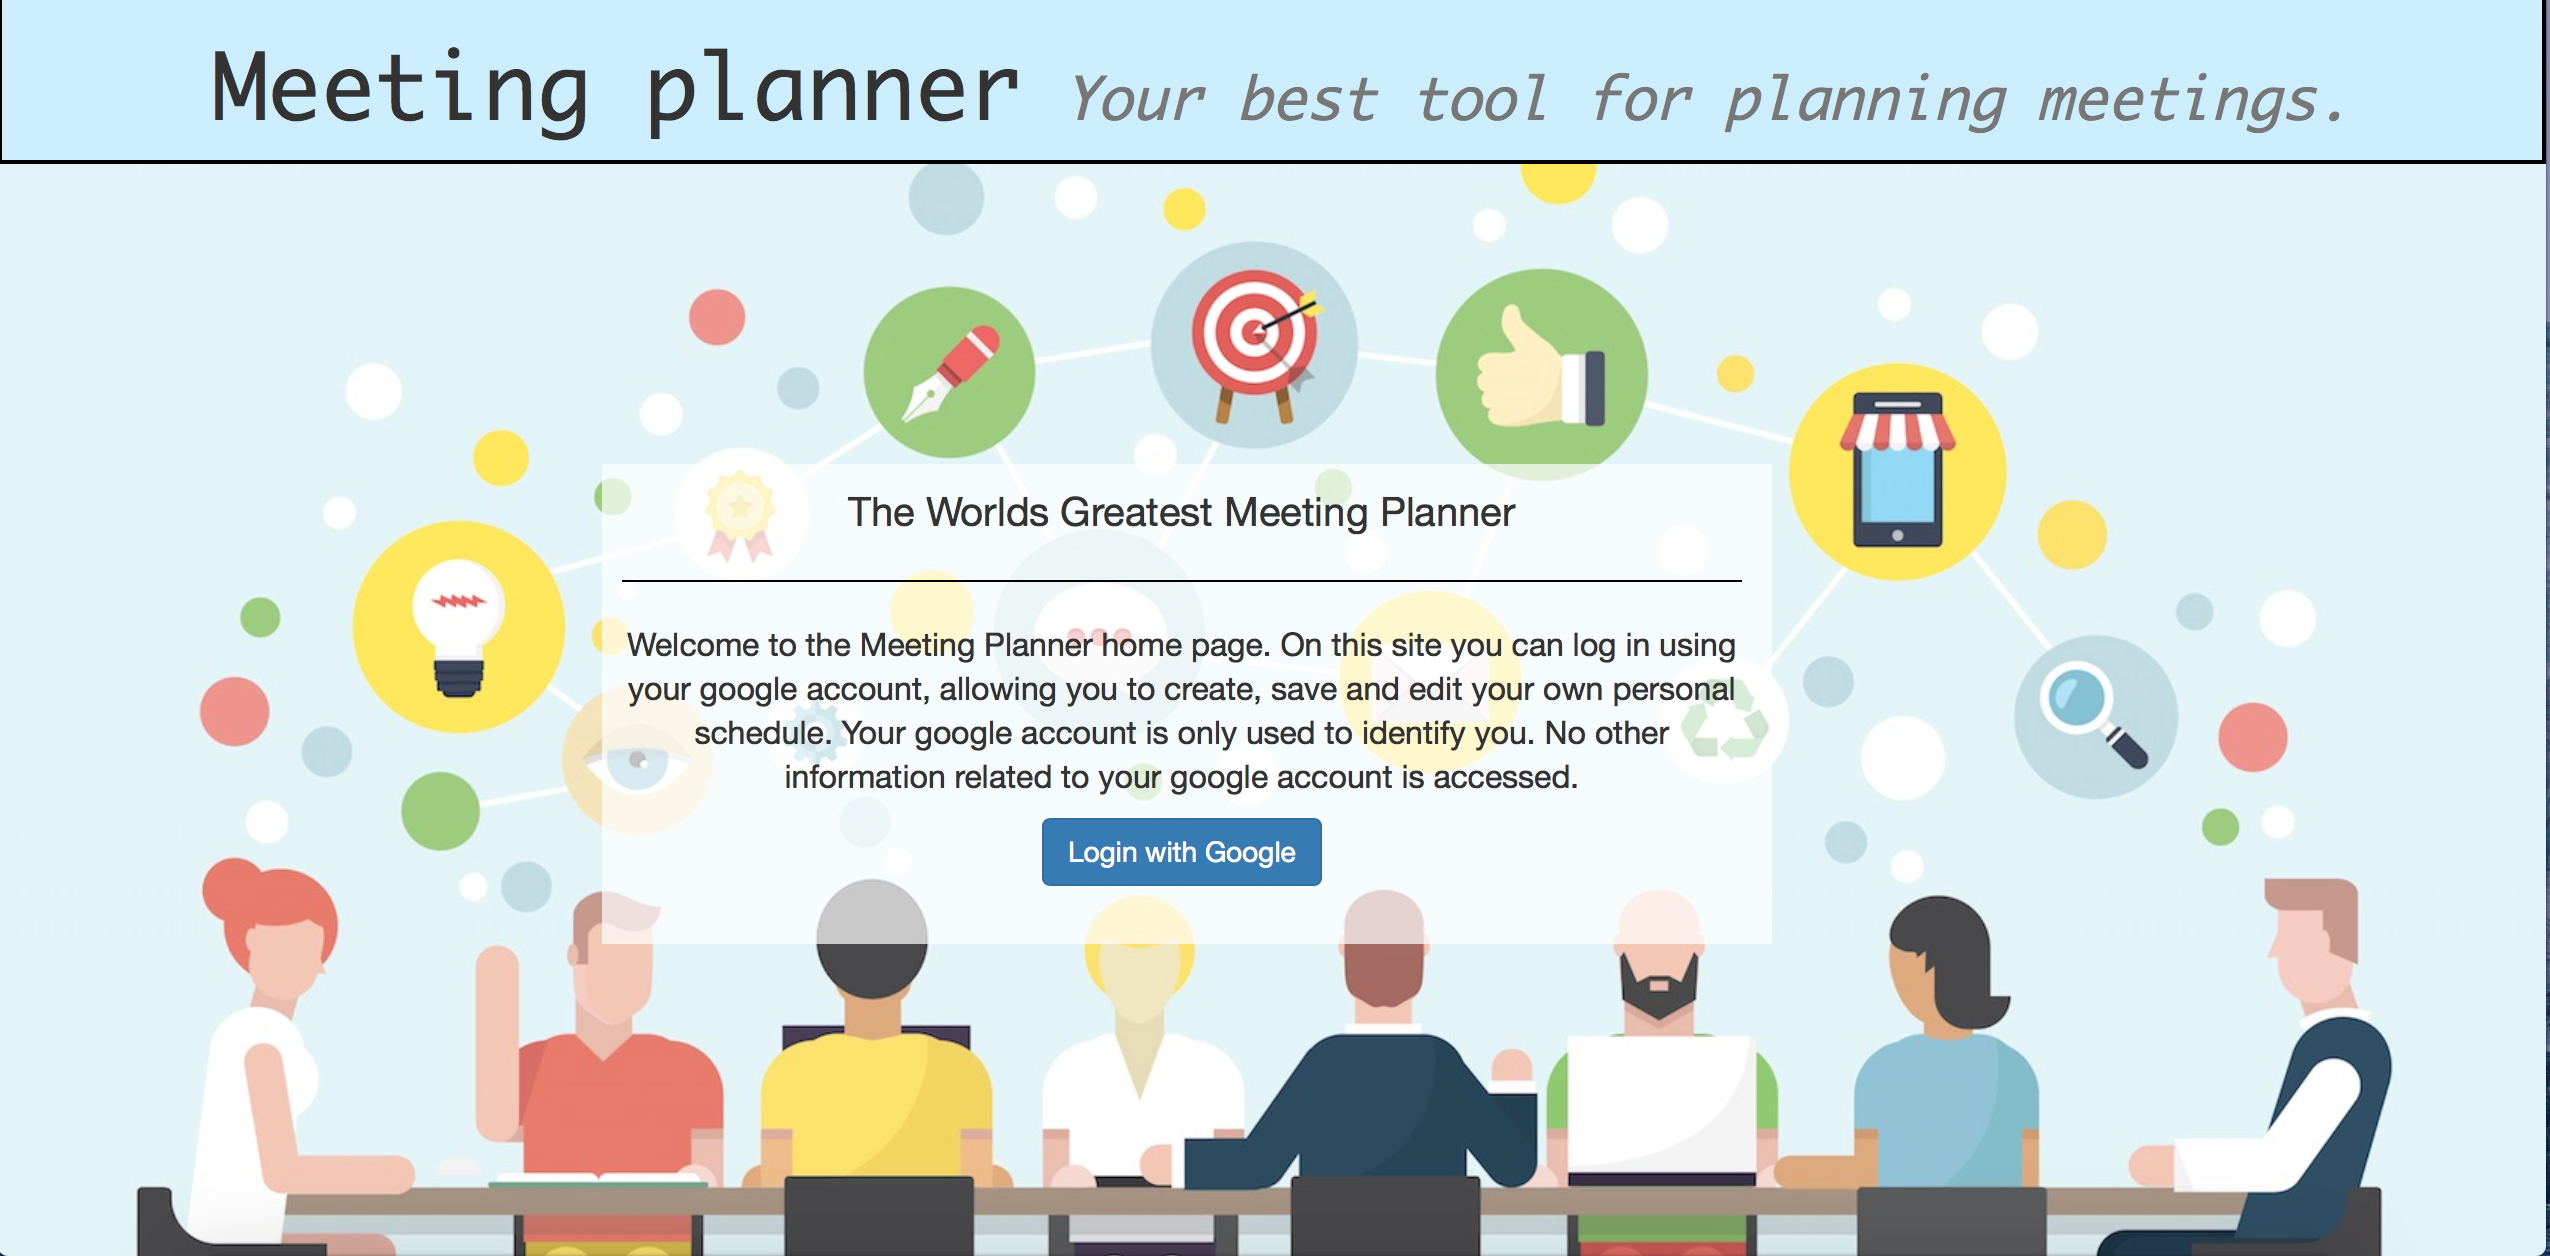 Meeting planner Your best tool for planning meetings.
The Worlds Greatest Meeting Planner
Welcome to the Meeting Planner home page. On this site you can log in using
your google account, allowing you to create, save and edit your own personal
schedule. Your google account is only used to identify you. No other
information related to your google account is accessed.
Login with Google